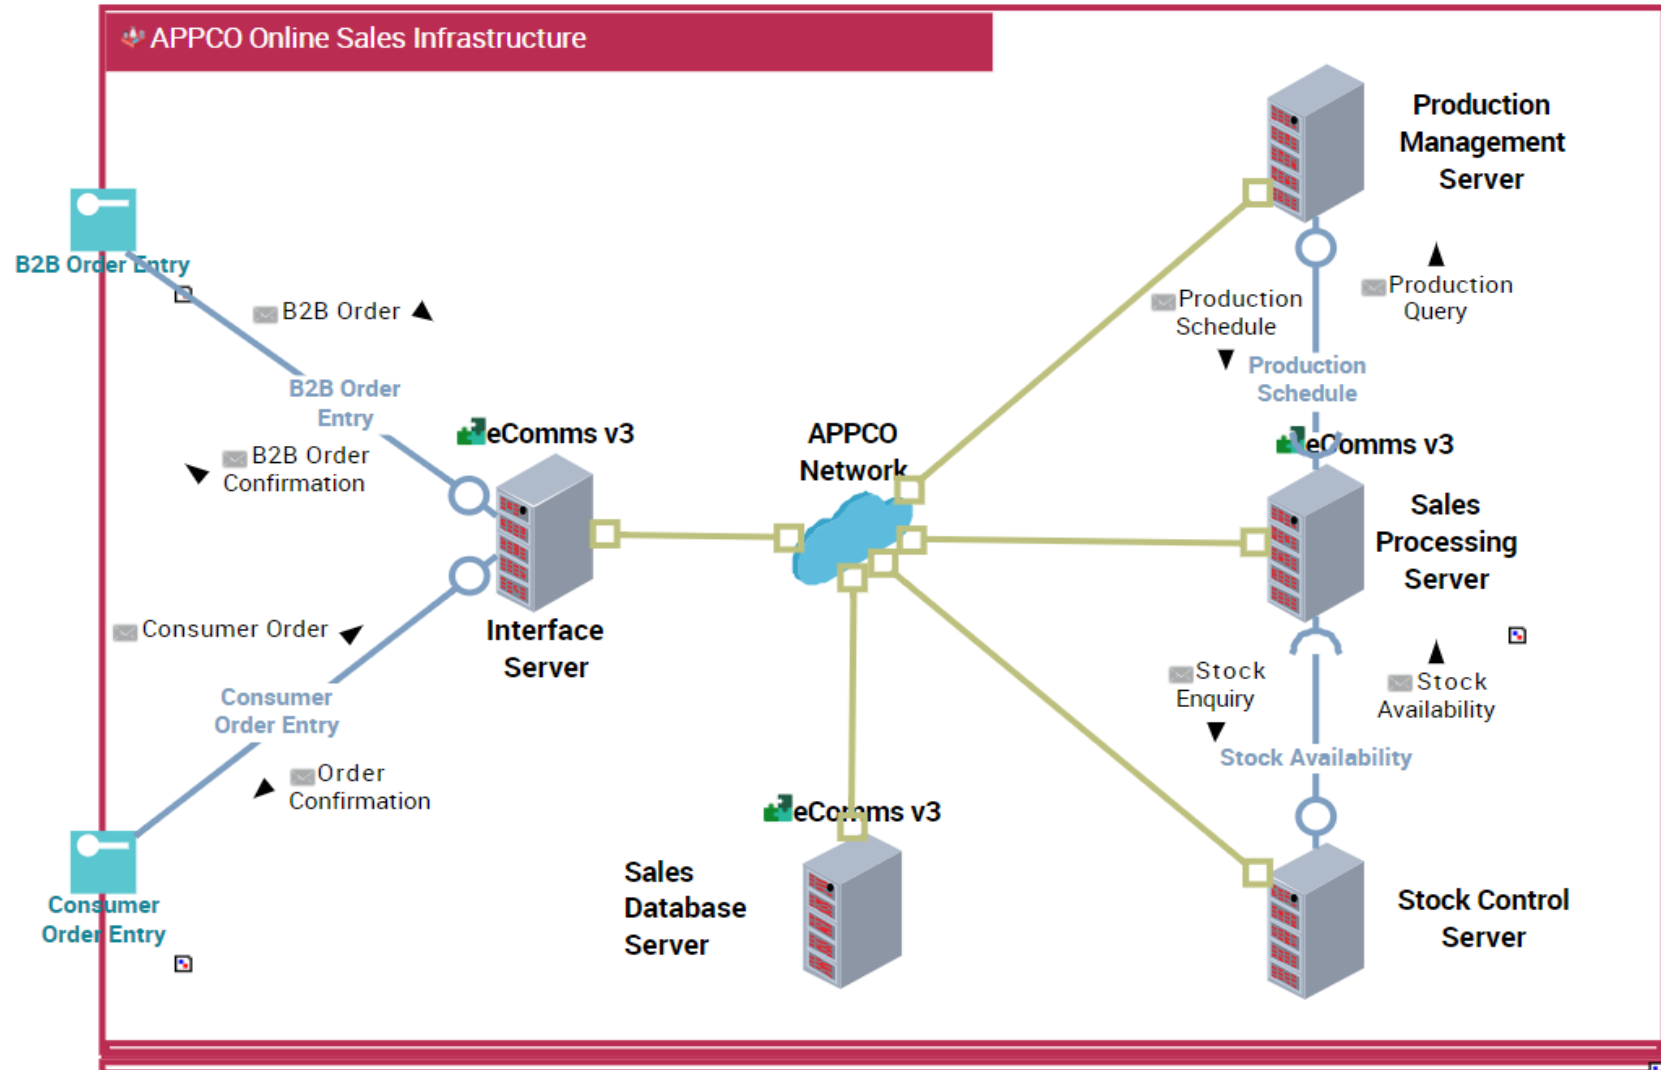 APPCO Online Sales Infrastructure
Production
Management
Server
B2B Order Entry
B2B Order
Production
Schedule
Production
Query
Production
Schedule
B2B Order
Entry
eComms v3
APPCO
Network
eComms v3
B2B Order
Confirmation
Sales
Processing
Server
Interface
Server
Consumer Order
Stock
Enquiry
Stock
Availability
Consumer
Order Entry
Stock Availability
Order
Confirmation
eComms v3
Consumer
Order Entry
Sales
Database
Server
Stock Control
Server